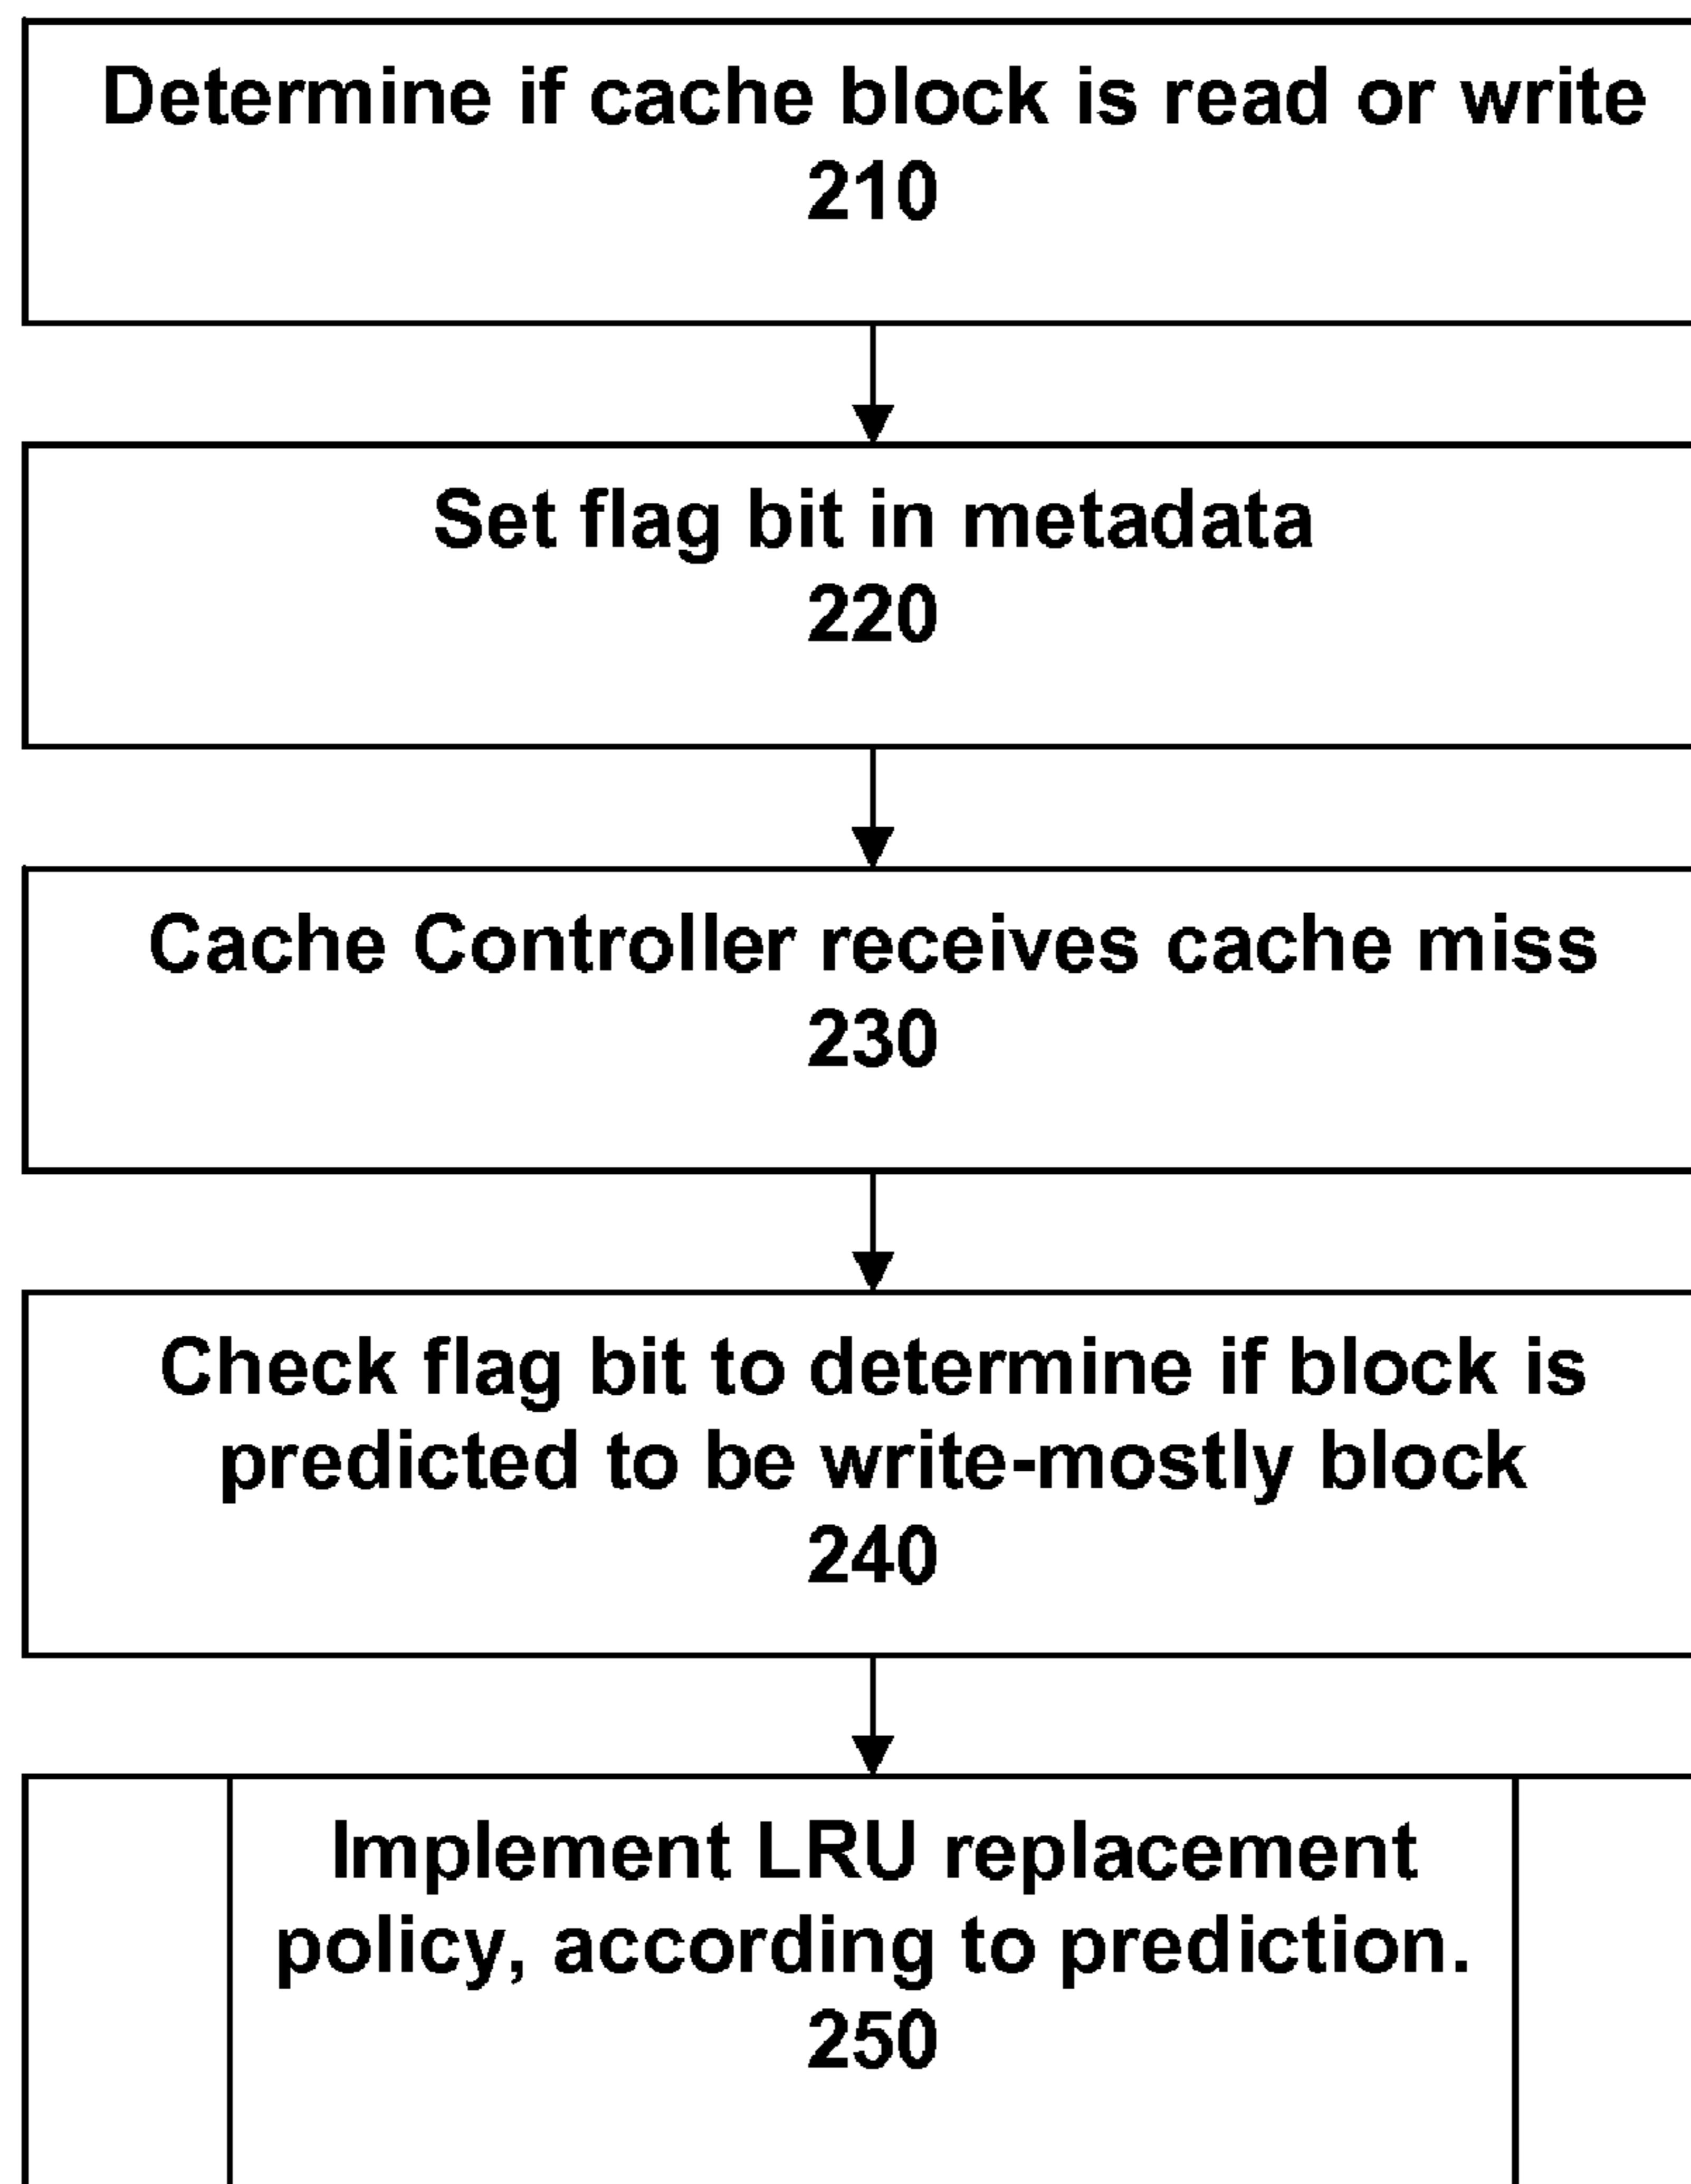 Determine if cache block is read or write
210
Set flag bit in metadata
220
Cache Controller receives cache miss
230
Check flag bit to determine if block is
predicted to be write-mostly block
240
Implement LRU replacement
policy, according to prediction.
250